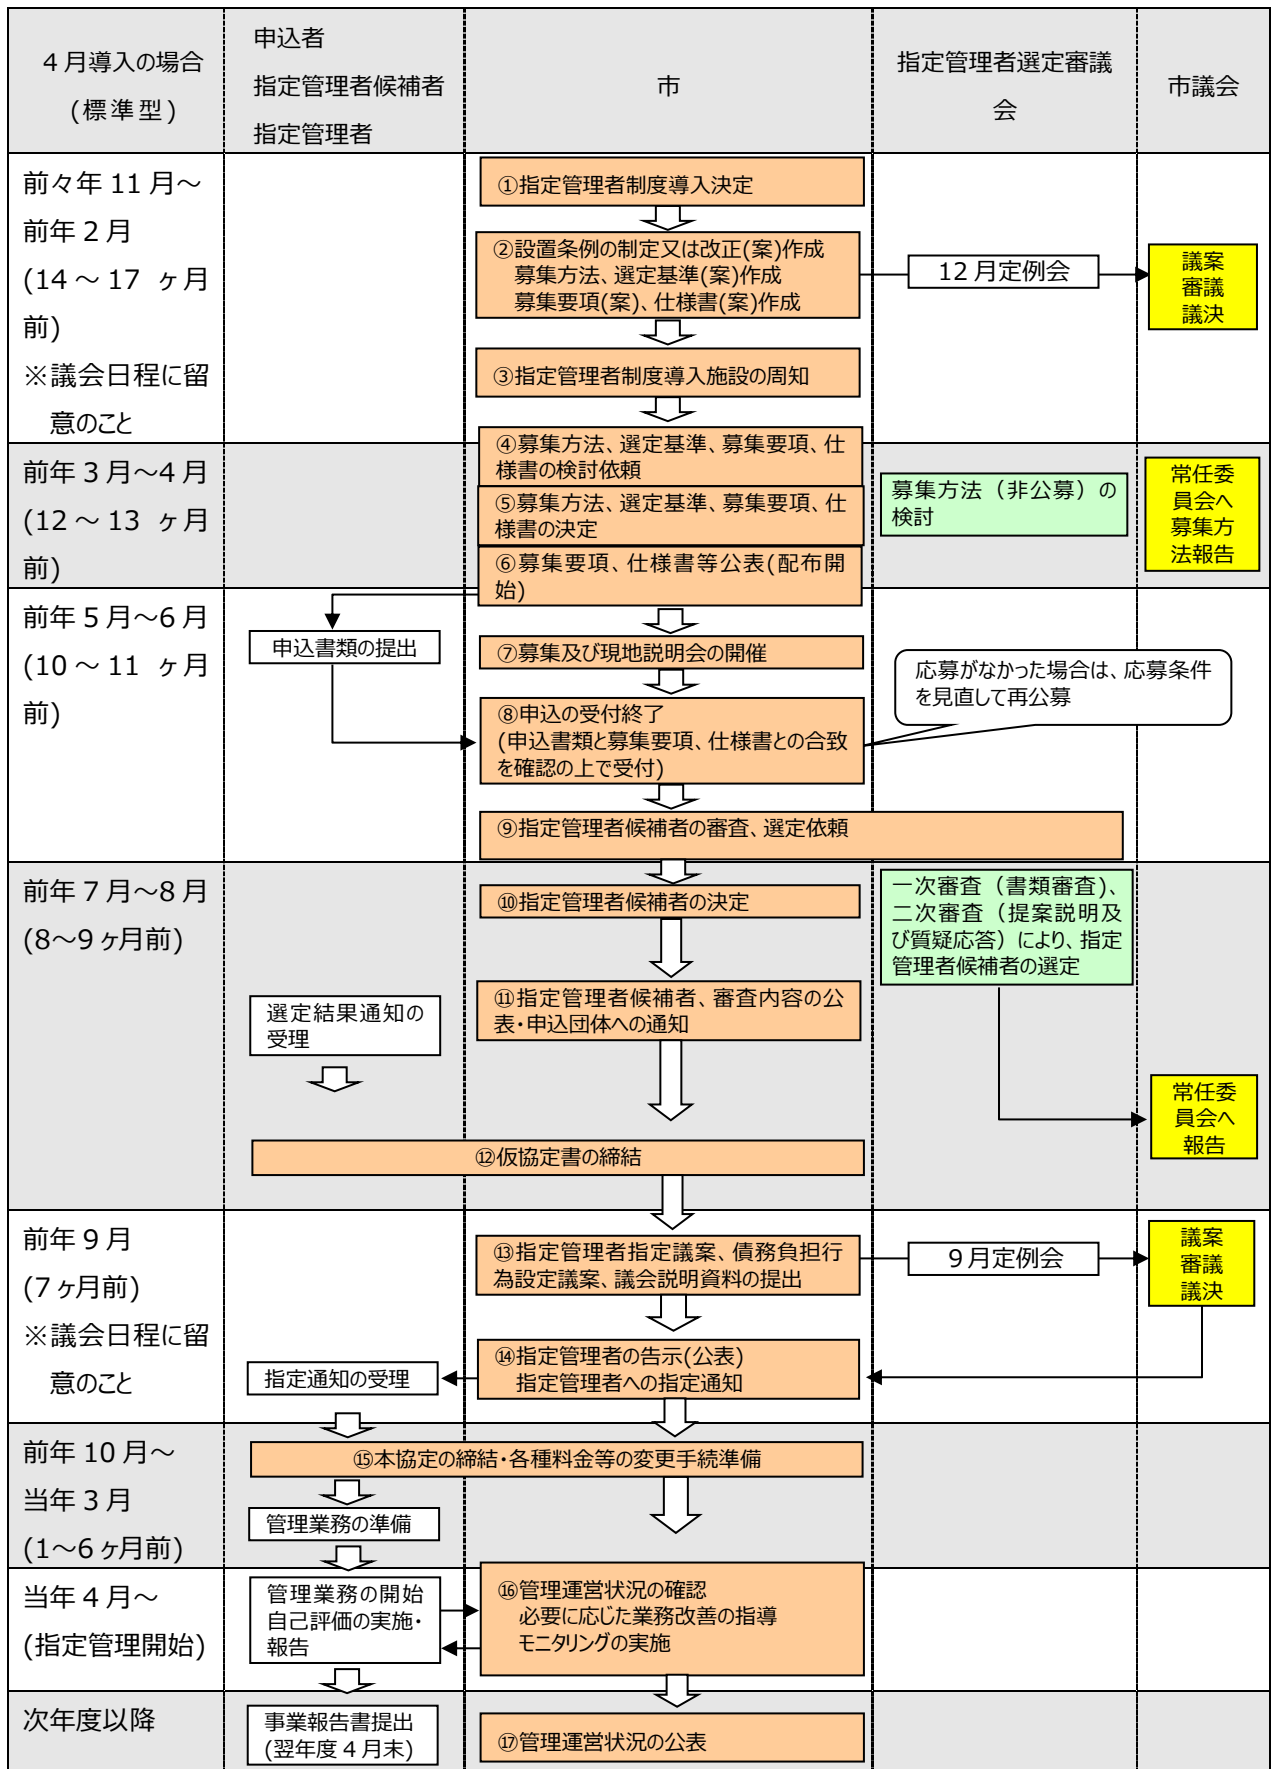 ４月導入の場合
(標準型)
申込者
指定管理者候補者
指定管理者
市
指定管理者選定審議
会
市議会
前々年 11 月～
前年 2 月
(14 ～ 17 ヶ月
前)
※議会日程に留
意のこと
①指定管理者制度導入決定
②設置条例の制定又は改正(案)作成
募集方法、選定基準(案)作成
募集要項(案)、仕様書(案)作成
12 月定例会
議案
審議
議決
③指定管理者制度導入施設の周知
前年 3 月～4 月
(12 ～ 13 ヶ月
前)
④募集方法、選定基準、募集要項、仕
様書の検討依頼
⑤募集方法、選定基準、募集要項、仕
様書の決定
⑥募集要項、仕様書等公表(配布開
始)
募集方法（非公募）の
検討
常任委
員会へ
募集方
法報告
前年 5 月～6 月
(10 ～ 11 ヶ月
前)
申込書類の提出
⑦募集及び現地説明会の開催
⑧申込の受付終了
(申込書類と募集要項、仕様書との合致
を確認の上で受付)
応募がなかった場合は、応募条件
を見直して再公募
⑨指定管理者候補者の審査、選定依頼
前年 7 月～8 月
(8～9 ヶ月前)
⑩指定管理者候補者の決定
一次審査（書類審査)、
二次審査（提案説明及
び質疑応答）により、指定
管理者候補者の選定
選定結果通知の
受理
⑪指定管理者候補者、審査内容の公
表・申込団体への通知
常任委
員会へ
報告
⑫仮協定書の締結
前年 9 月
(7 ヶ月前)
※議会日程に留
意のこと
⑬指定管理者指定議案、債務負担行
為設定議案、議会説明資料の提出
9 月定例会
議案
審議
議決
指定通知の受理
⑭指定管理者の告示(公表)
指定管理者への指定通知
前年 10 月～
当年 3 月
(1～6 ヶ月前)
⑮本協定の締結・各種料金等の変更手続準備
管理業務の準備
当年 4 月～
(指定管理開始)
管理業務の開始
自己評価の実施・
報告
⑯管理運営状況の確認
必要に応じた業務改善の指導
モニタリングの実施
次年度以降
事業報告書提出
(翌年度 4 月末)
⑰管理運営状況の公表